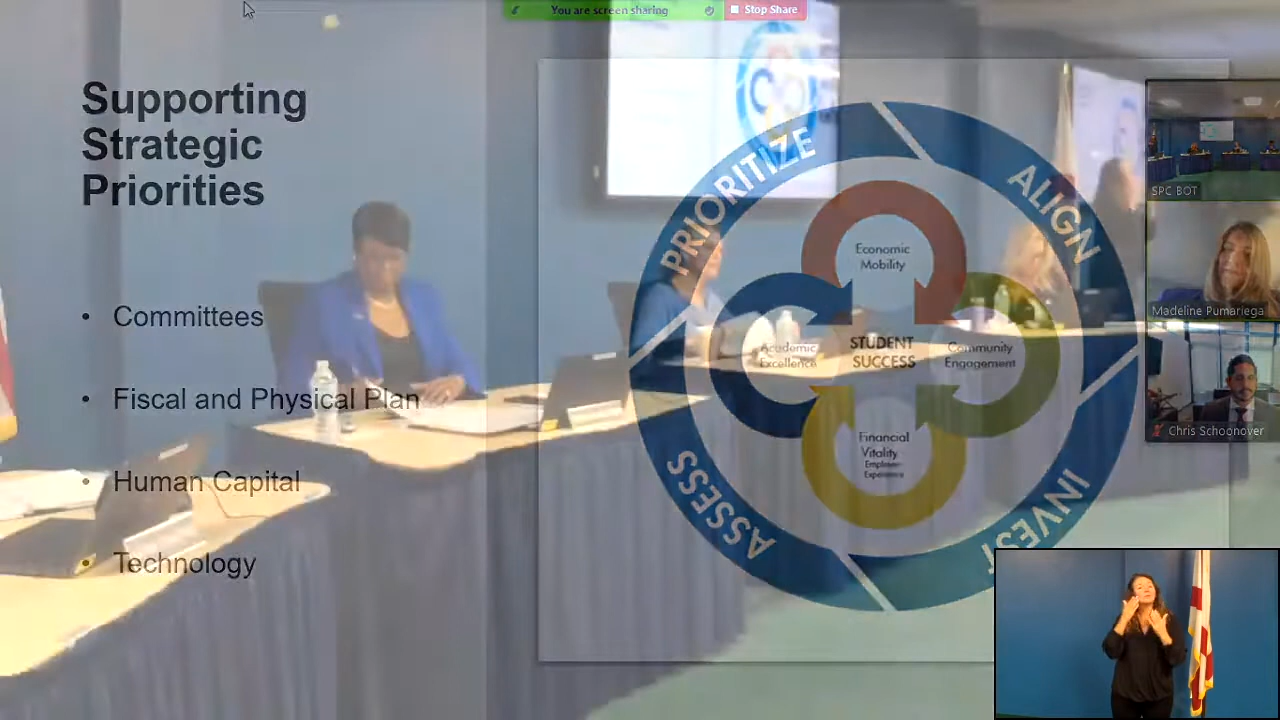 You are screen sharing
Stop Share
Supporting
Strategic
Priorities
• Committees
• Fiscal and Physical Plan
• Human Capital
• Technology
PRIORITIZE
ALIGN
INVEST
ASSESS
Economic
Mobility
Academic
Excellence
STUDENT
SUCCESS
Community
Engagement
Financial
Vitality
Employee
Experience
SPC BOT
Madeline Pumariega
Chris Schoonover